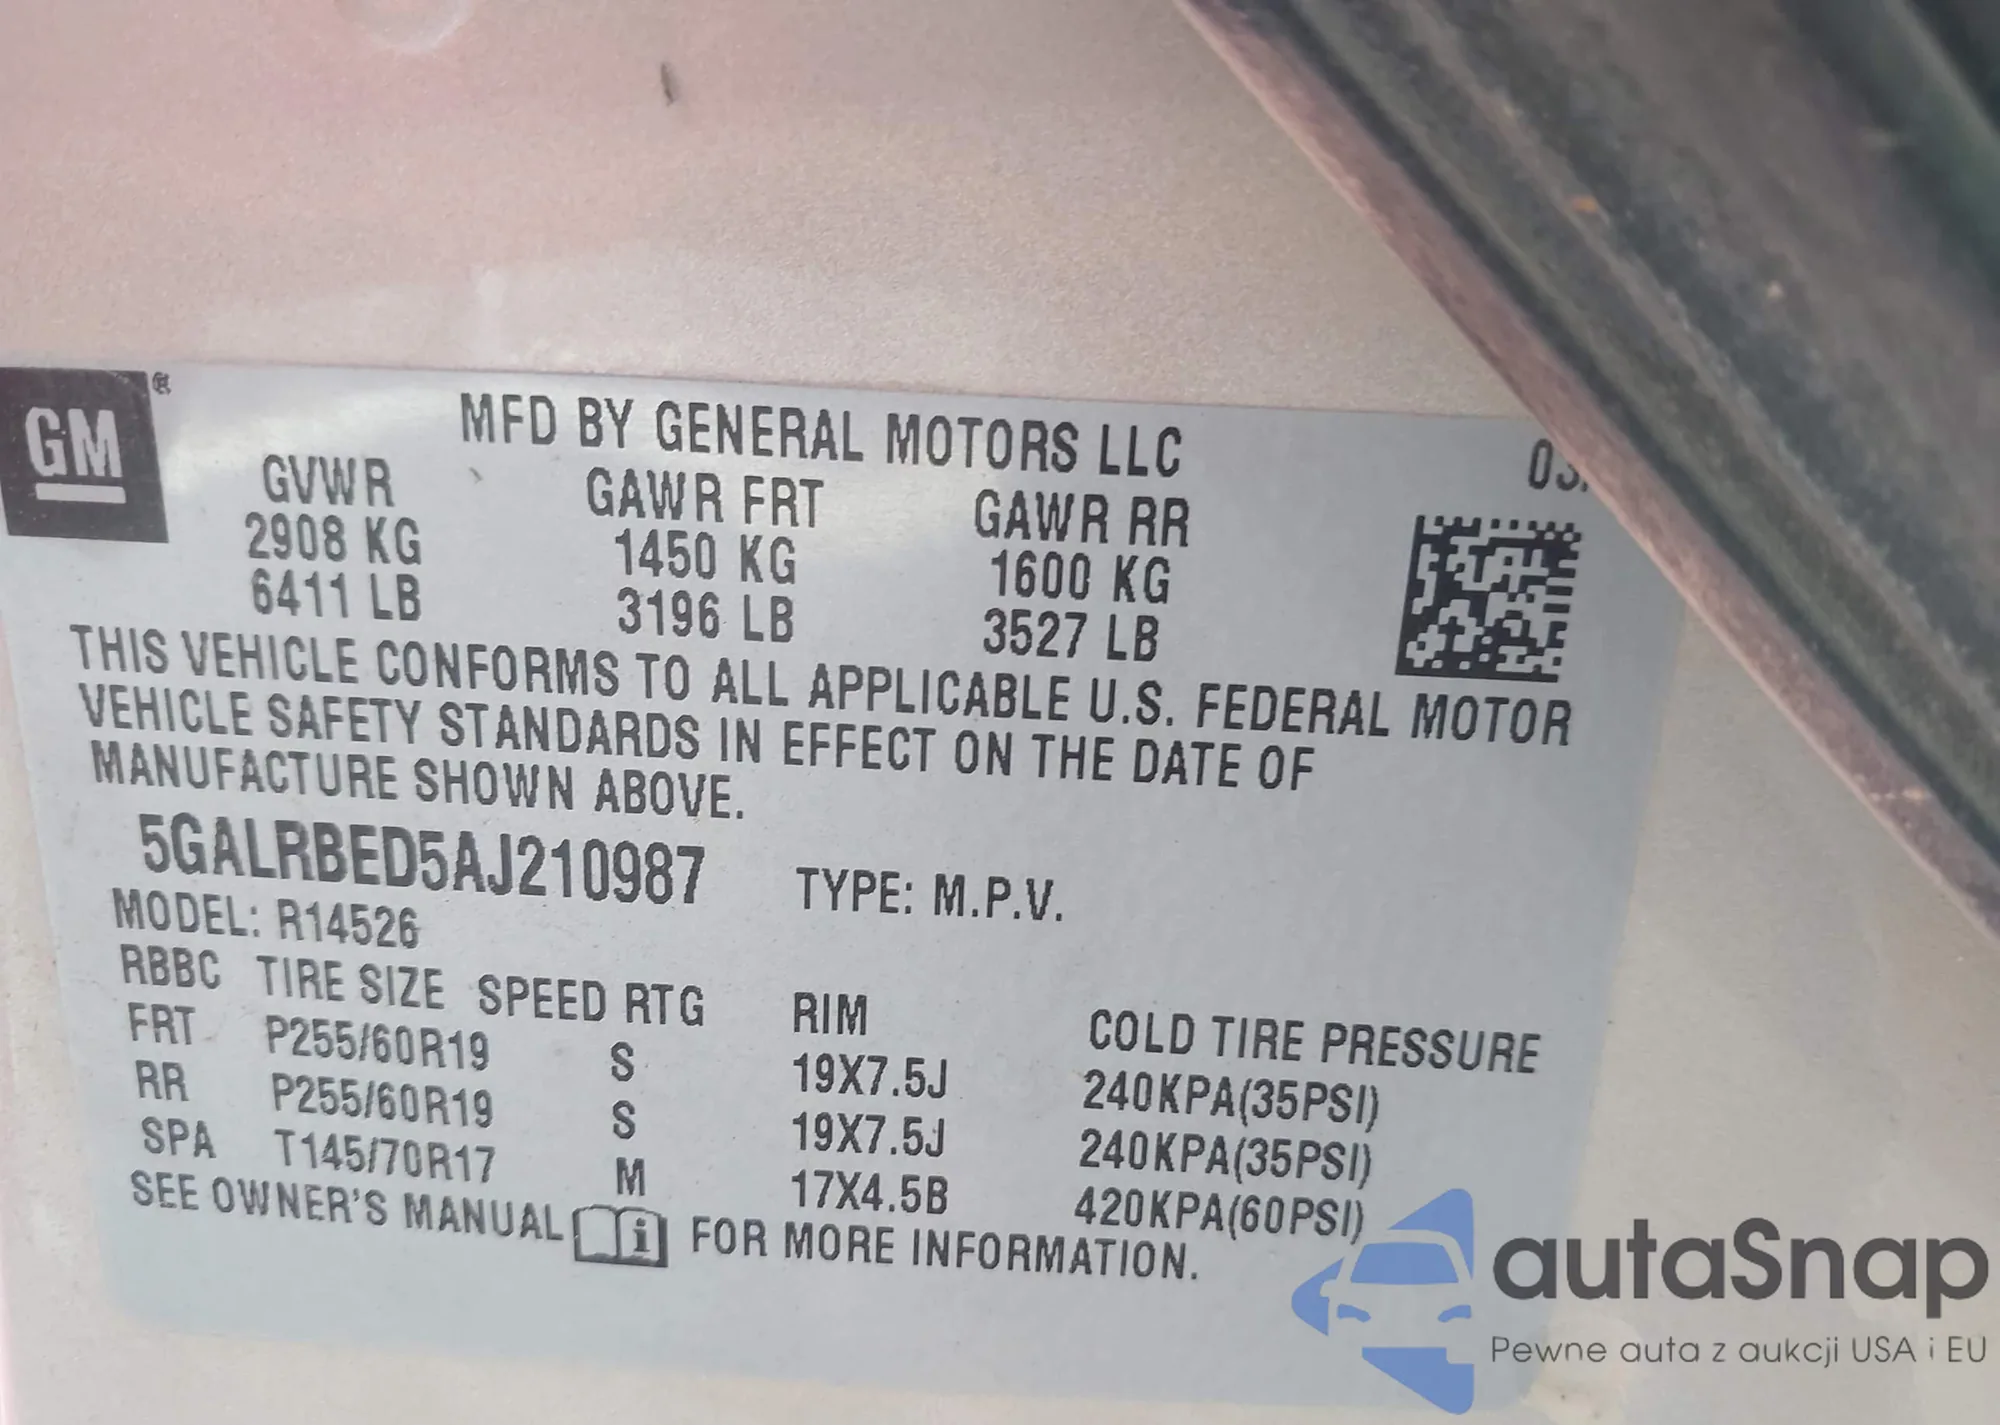 GM ®
MFD BY GENERAL MOTORS LLC
GVWR GAWR FRT GAWR RR
2908 KG 1450 KG 1600 KG
6411 LB 3196 LB 3527 LB
THIS VEHICLE CONFORMS TO ALL APPLICABLE U.S. FEDERAL MOTOR
VEHICLE SAFETY STANDARDS IN EFFECT ON THE DATE OF
MANUFACTURE SHOWN ABOVE.
5GALRBED5AJ210987 TYPE: M.P.V.
MODEL: R14526
RBBC TIRE SIZE SPEED RTG RIM COLD TIRE PRESSURE
FRT P255/60R19 S 19X7.5J 240KPA(35PSI)
RR P255/60R19 S 19X7.5J 240KPA(35PSI)
SPA T145/70R17 M 17X4.5B 420KPA(60PSI)
SEE OWNER'S MANUAL i FOR MORE INFORMATION.
autaSnap
Pewne auta z aukcji USA i EU